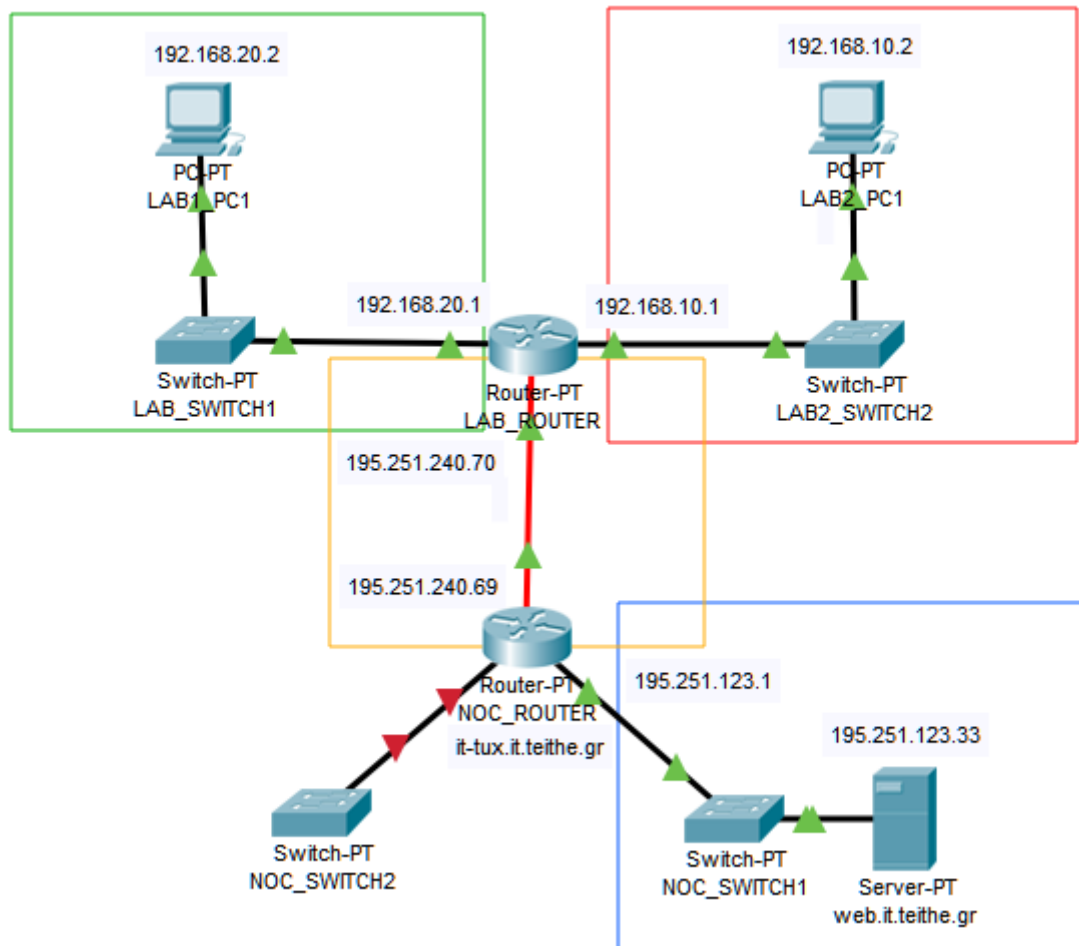 192.168.20.2
PC-PT
LAB1_PC1
192.168.10.2
PC-PT
LAB2_PC1
192.168.20.1
192.168.10.1
Switch-PT
LAB_SWITCH1
Router-PT
LAB_ROUTER
Switch-PT
LAB2_SWITCH2
195.251.240.70
195.251.240.69
Router-PT
NOC_ROUTER
it-tux.it.teithe.gr
195.251.123.1
195.251.123.33
Switch-PT
NOC_SWITCH2
Switch-PT
NOC_SWITCH1
Server-PT
web.it.teithe.gr